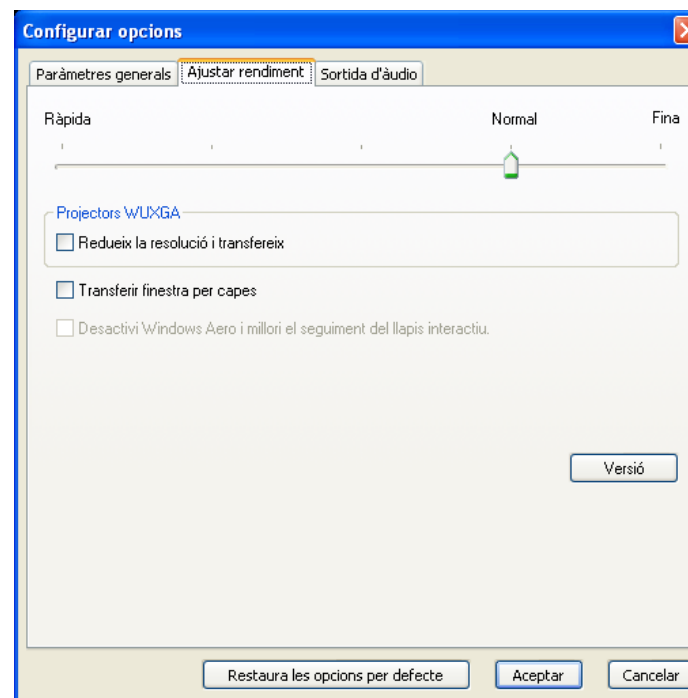 Configurar opcions
Paràmetres generals Ajustar rendiment Sortida d'àudio
Ràpida Normal Fina
Projectors WUXGA
Redueix la resolució i transfereix
Transferir finestra per capes
Desactivi Windows Aero i millori el seguiment del llapis interactiu.
Versió
Restaura les opcions per defecte Aceptar Cancelar